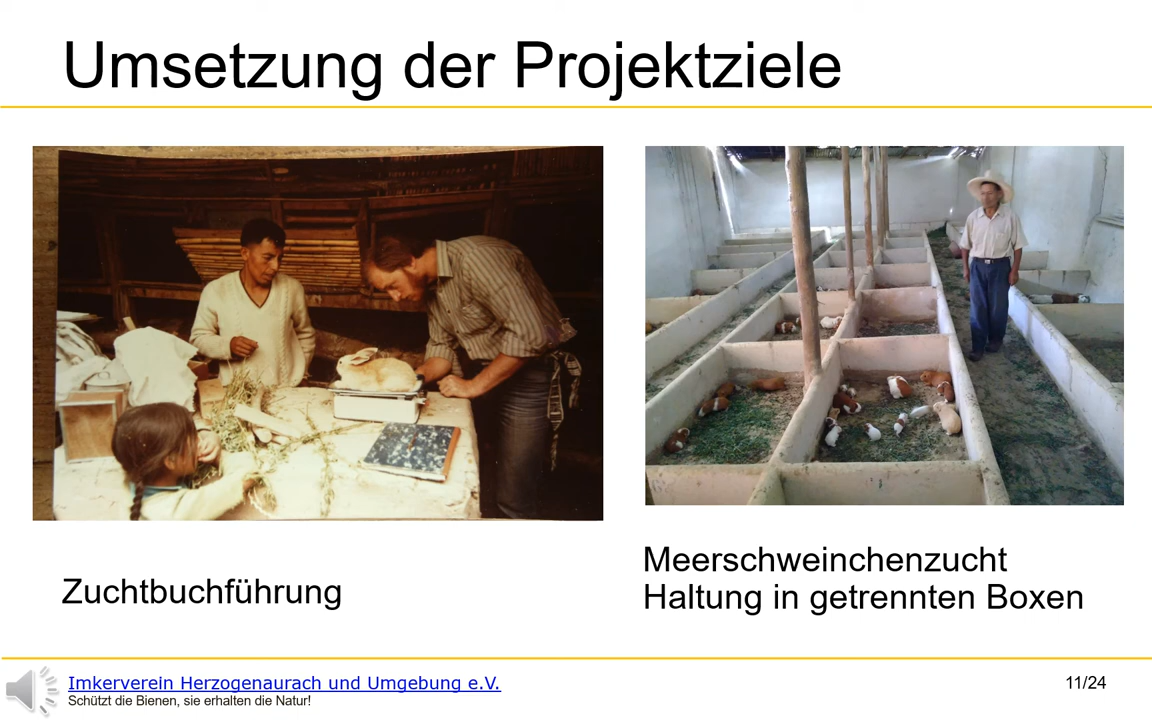 Umsetzung der Projektziele
Zuchtbuchführung
Meerschweinchenzucht
Haltung in getrennten Boxen
Imkerverein Herzogenaurach und Umgebung e.V.
Schützt die Bienen, sie erhalten die Natur!
11/24